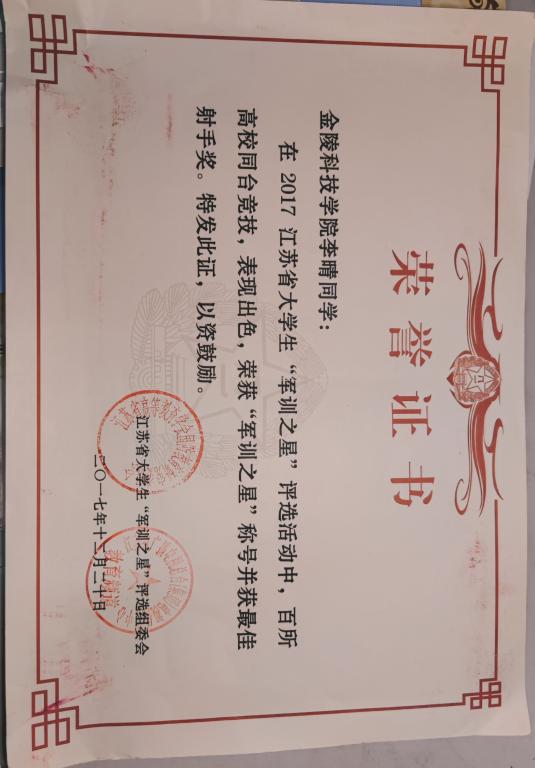 荣誉证书
金陵科技学院李晴同学：
在 2017 江苏省大学生“军训之星”评选活动中，百所
高校同台竞技，表现出色，荣获“军训之星”称号并获最佳
射手奖。特发此证，以资鼓励。
江苏省大学生“军训之星”评选组委会
二〇一七年十二月二十日
教育频道